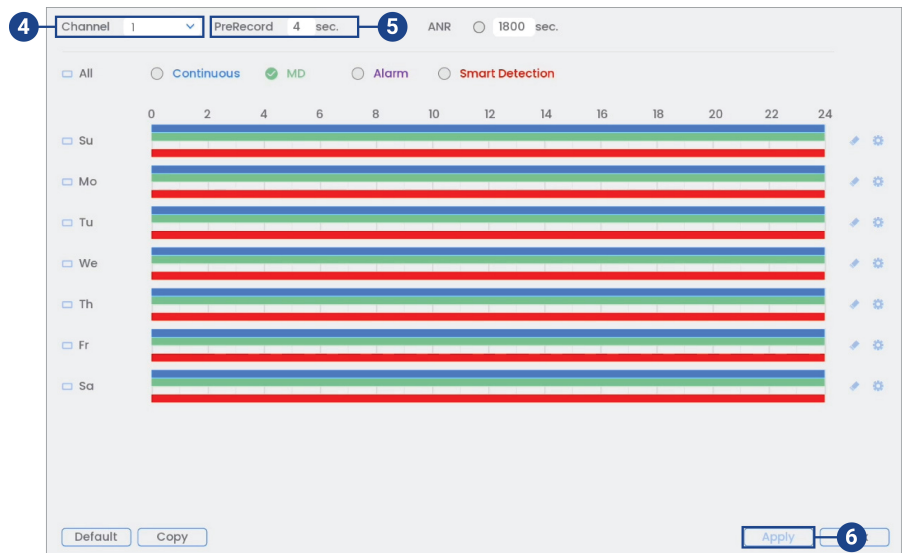 4 Channel 1 PreRecord 4 sec. 5 ANR 1800 sec.
All Continuous MD Alarm Smart Detection
0 2 4 6 8 10 12 14 16 18 20 22 24
Su
Mo
Tu
We
Th
Fr
Sa
Default Copy Apply 6